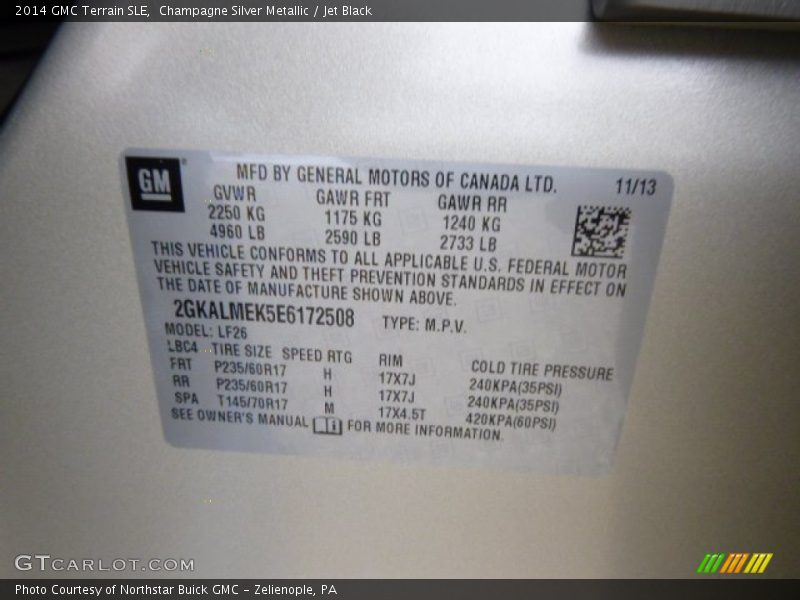 2014 GMC Terrain SLE,  Champagne Silver Metallic / Jet Black
GM
MFD BY GENERAL MOTORS OF CANADA LTD. 11/13
GVWR GAWR FRT GAWR RR
2250 KG 1175 KG 1240 KG
4960 LB 2590 LB 2733 LB
THIS VEHICLE CONFORMS TO ALL APPLICABLE U.S. FEDERAL MOTOR
VEHICLE SAFETY AND THEFT PREVENTION STANDARDS IN EFFECT ON
THE DATE OF MANUFACTURE SHOWN ABOVE.
2GKALMEK5E6172508 TYPE: M.P.V.
MODEL: LF26
LBC4 TIRE SIZE SPEED RTG RIM COLD TIRE PRESSURE
FRT P235/60R17 H 17X7J 240KPA(35PSI)
RR P235/60R17 H 17X7J 240KPA(35PSI)
SPA T145/70R17 M 17X4.5T 420KPA(60PSI)
SEE OWNER'S MANUAL FOR MORE INFORMATION.
GTCARLOT.COM
Photo Courtesy of Northstar Buick GMC - Zelienople, PA